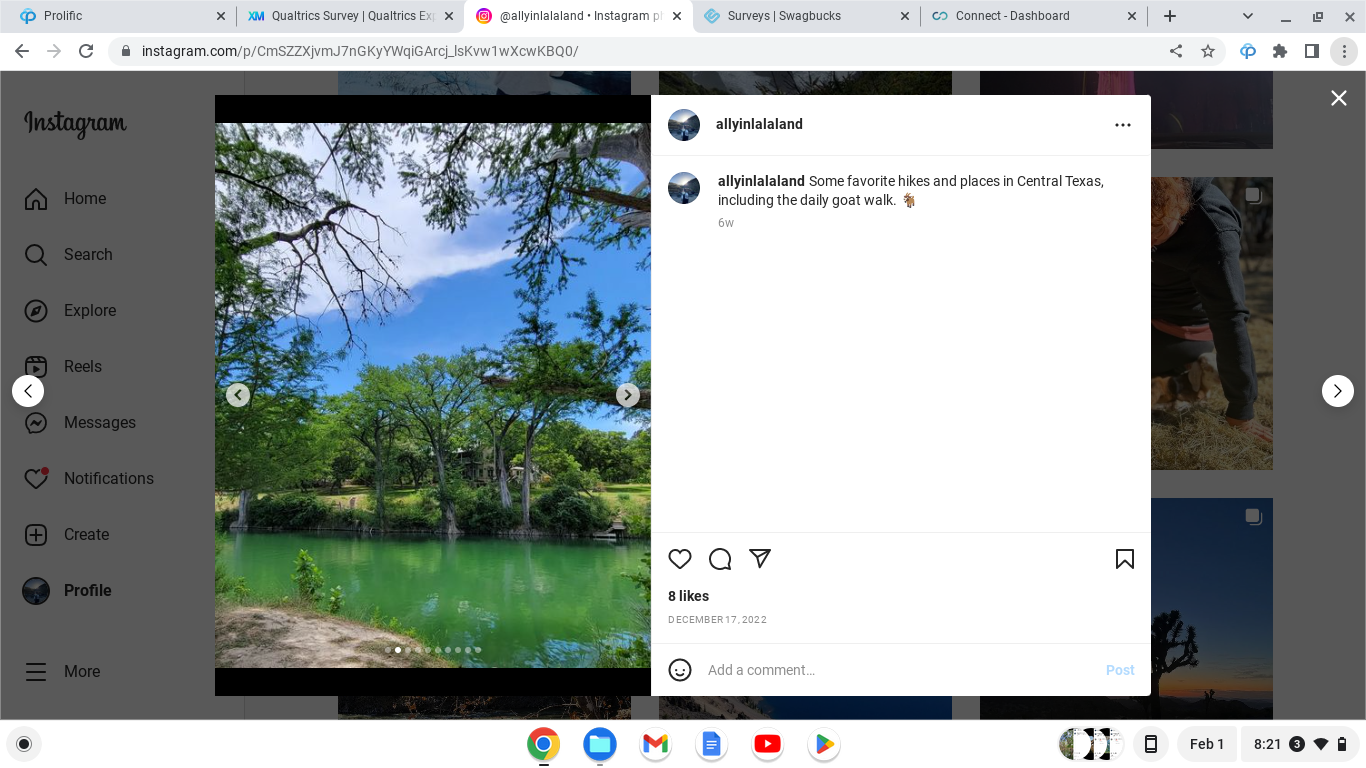 Prolific
Qualtrics Survey | Qualtrics Exp
@allyinlalaland • Instagram p
Surveys | Swagbucks
Connect - Dashboard
instagram.com/p/CmSZZXjvmJ7nGKyYWqiGArcj_lsKvw1wXcwKBQ0/
Instagram
Home
Search
Explore
Reels
Messages
Notifications
Create
Profile
More
allyinlalaland
allyinlalaland Some favorite hikes and places in Central Texas,
including the daily goat walk. 🐐
6w
8 likes
DECEMBER 17, 2022
Add a comment…
Post
Feb 1
8:21
3